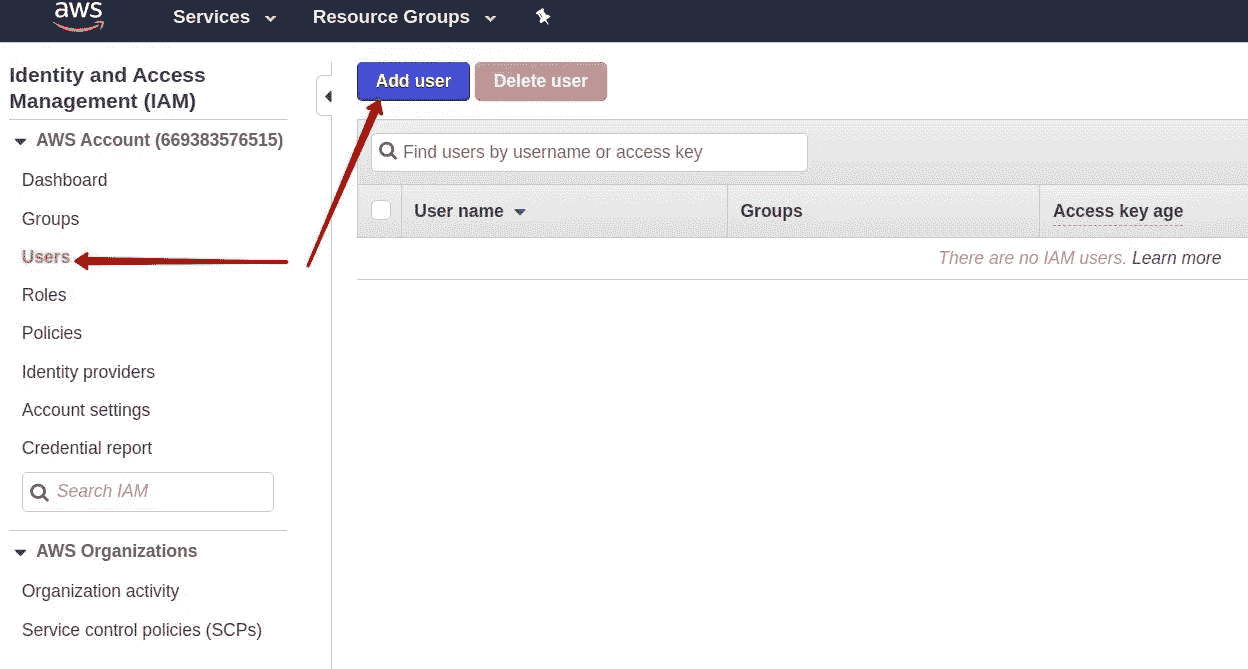 aws Services Resource Groups
Identity and Access
Management (IAM)
AWS Account (669383576515)
Dashboard
Groups
Users
Roles
Policies
Identity providers
Account settings
Credential report
Search IAM
AWS Organizations
Organization activity
Service control policies (SCPs)
Add user Delete user
Find users by username or access key
User name Groups Access key age
There are no IAM users. Learn more